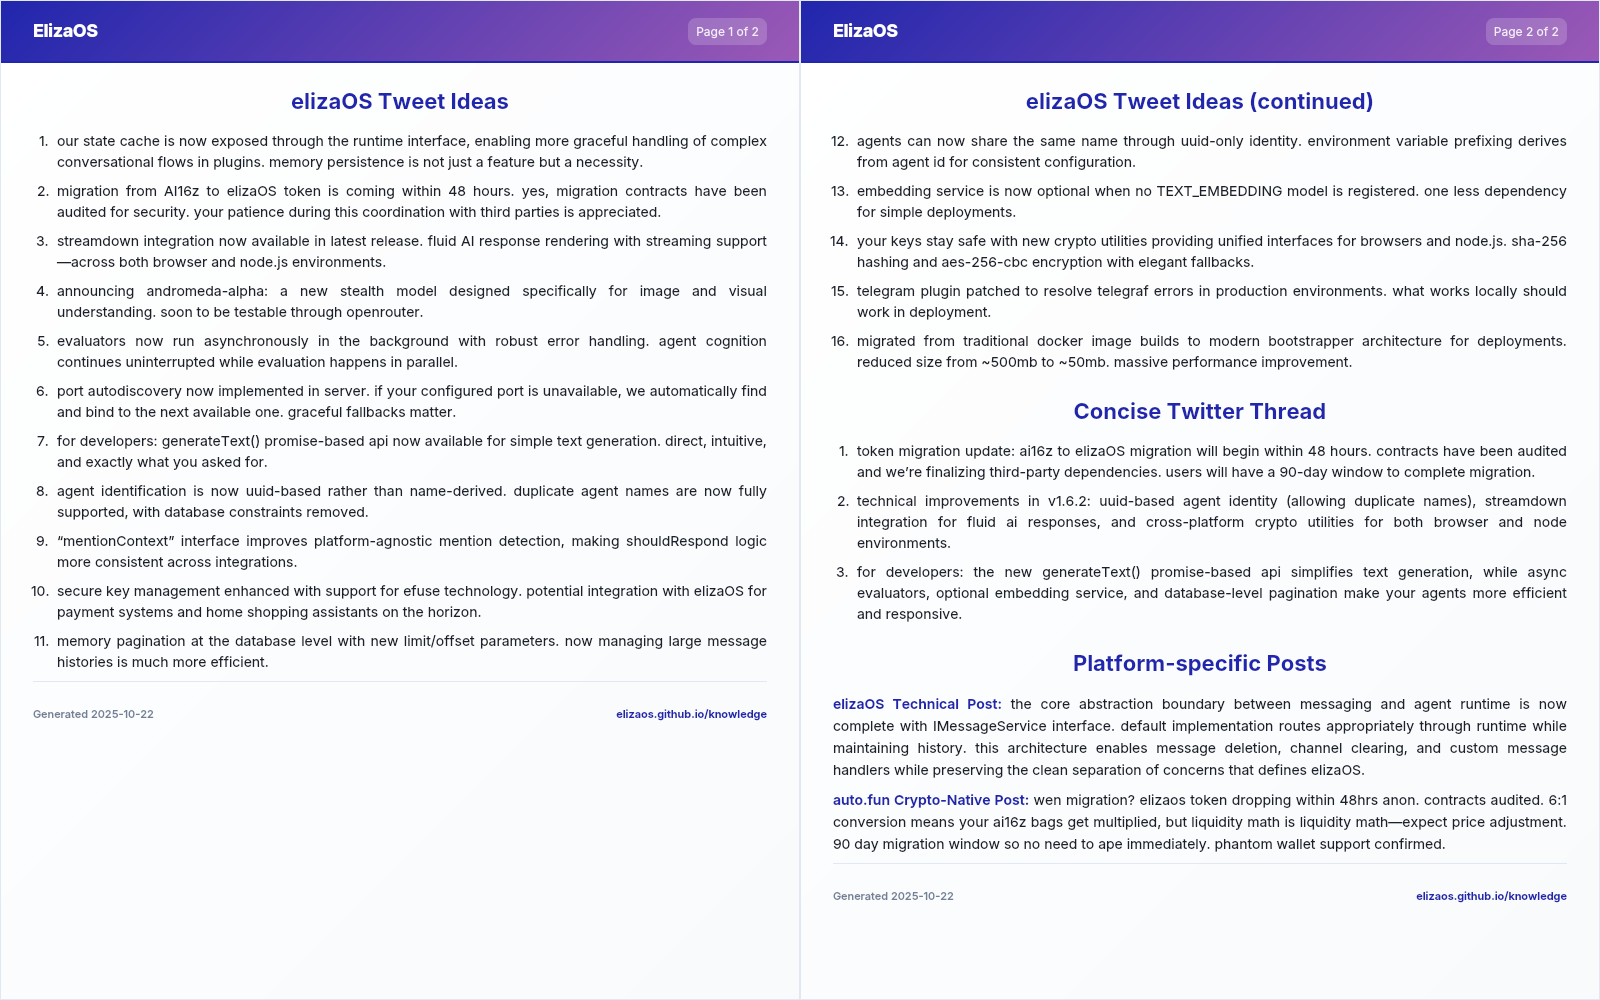 ElizaOS
Page 1 of 2
elizaOS Tweet Ideas
1. our state cache is now exposed through the runtime interface, enabling more graceful handling of complex
conversational flows in plugins. memory persistence is not just a feature but a necessity.
2. migration from AI16z to elizaOS token is coming within 48 hours. yes, migration contracts have been
audited for security. your patience during this coordination with third parties is appreciated.
3. streamdown integration now available in latest release. fluid AI response rendering with streaming support
—across both browser and node.js environments.
4. announcing andromeda-alpha: a new stealth model designed specifically for image and visual
understanding. soon to be testable through openrouter.
5. evaluators now run asynchronously in the background with robust error handling. agent cognition
continues uninterrupted while evaluation happens in parallel.
6. port autodiscovery now implemented in server. if your configured port is unavailable, we automatically find
and bind to the next available one. graceful fallbacks matter.
7. for developers: generateText() promise-based api now available for simple text generation. direct, intuitive,
and exactly what you asked for.
8. agent identification is now uuid-based rather than name-derived. duplicate agent names are now fully
supported, with database constraints removed.
9. “mentionContext” interface improves platform-agnostic mention detection, making shouldRespond logic
more consistent across integrations.
10. secure key management enhanced with support for efuse technology. potential integration with elizaOS for
payment systems and home shopping assistants on the horizon.
11. memory pagination at the database level with new limit/offset parameters. now managing large message
histories is much more efficient.
Generated 2025-10-22
elizaos.github.io/knowledge
ElizaOS
Page 2 of 2
elizaOS Tweet Ideas (continued)
12. agents can now share the same name through uuid-only identity. environment variable prefixing derives
from agent id for consistent configuration.
13. embedding service is now optional when no TEXT_EMBEDDING model is registered. one less dependency
for simple deployments.
14. your keys stay safe with new crypto utilities providing unified interfaces for browsers and node.js. sha-256
hashing and aes-256-cbc encryption with elegant fallbacks.
15. telegram plugin patched to resolve telegraf errors in production environments. what works locally should
work in deployment.
16. migrated from traditional docker image builds to modern bootstrapper architecture for deployments.
reduced size from ~500mb to ~50mb. massive performance improvement.
Concise Twitter Thread
1. token migration update: ai16z to elizaOS migration will begin within 48 hours. contracts have been audited
and we’re finalizing third-party dependencies. users will have a 90-day window to complete migration.
2. technical improvements in v1.6.2: uuid-based agent identity (allowing duplicate names), streamdown
integration for fluid ai responses, and cross-platform crypto utilities for both browser and node
environments.
3. for developers: the new generateText() promise-based api simplifies text generation, while async
evaluators, optional embedding service, and database-level pagination make your agents more efficient
and responsive.
Platform-specific Posts
elizaOS Technical Post: the core abstraction boundary between messaging and agent runtime is now
complete with IMessageService interface. default implementation routes appropriately through runtime while
maintaining history. this architecture enables message deletion, channel clearing, and custom message
handlers while preserving the clean separation of concerns that defines elizaOS.
auto.fun Crypto-Native Post: wen migration? elizaos token dropping within 48hrs anon. contracts audited. 6:1
conversion means your ai16z bags get multiplied, but liquidity math is liquidity math—expect price adjustment.
90 day migration window so no need to ape immediately. phantom wallet support confirmed.
Generated 2025-10-22
elizaos.github.io/knowledge